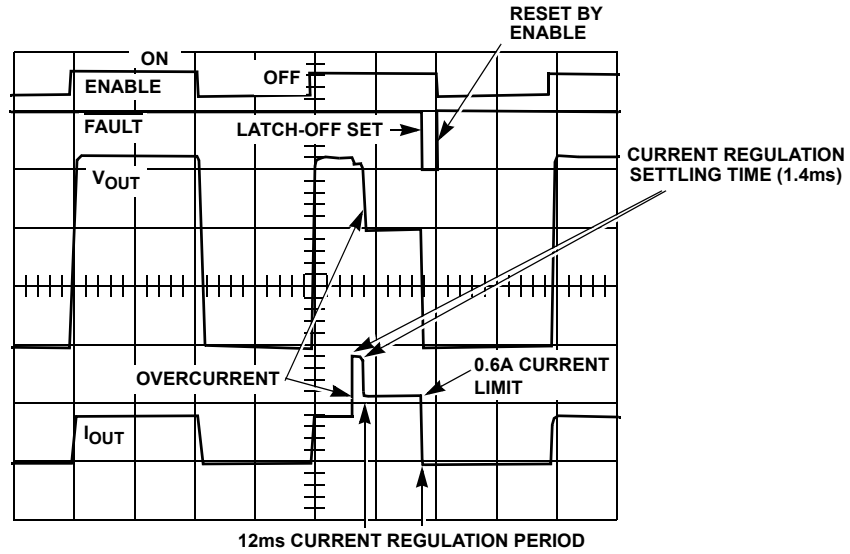 RESET BY
ENABLE
ON
OFF
ENABLE
FAULT
LATCH-OFF SET
CURRENT REGULATION
SETTLING TIME (1.4ms)
VOUT
OVERCURRENT
0.6A CURRENT
LIMIT
IOUT
12ms CURRENT REGULATION PERIOD